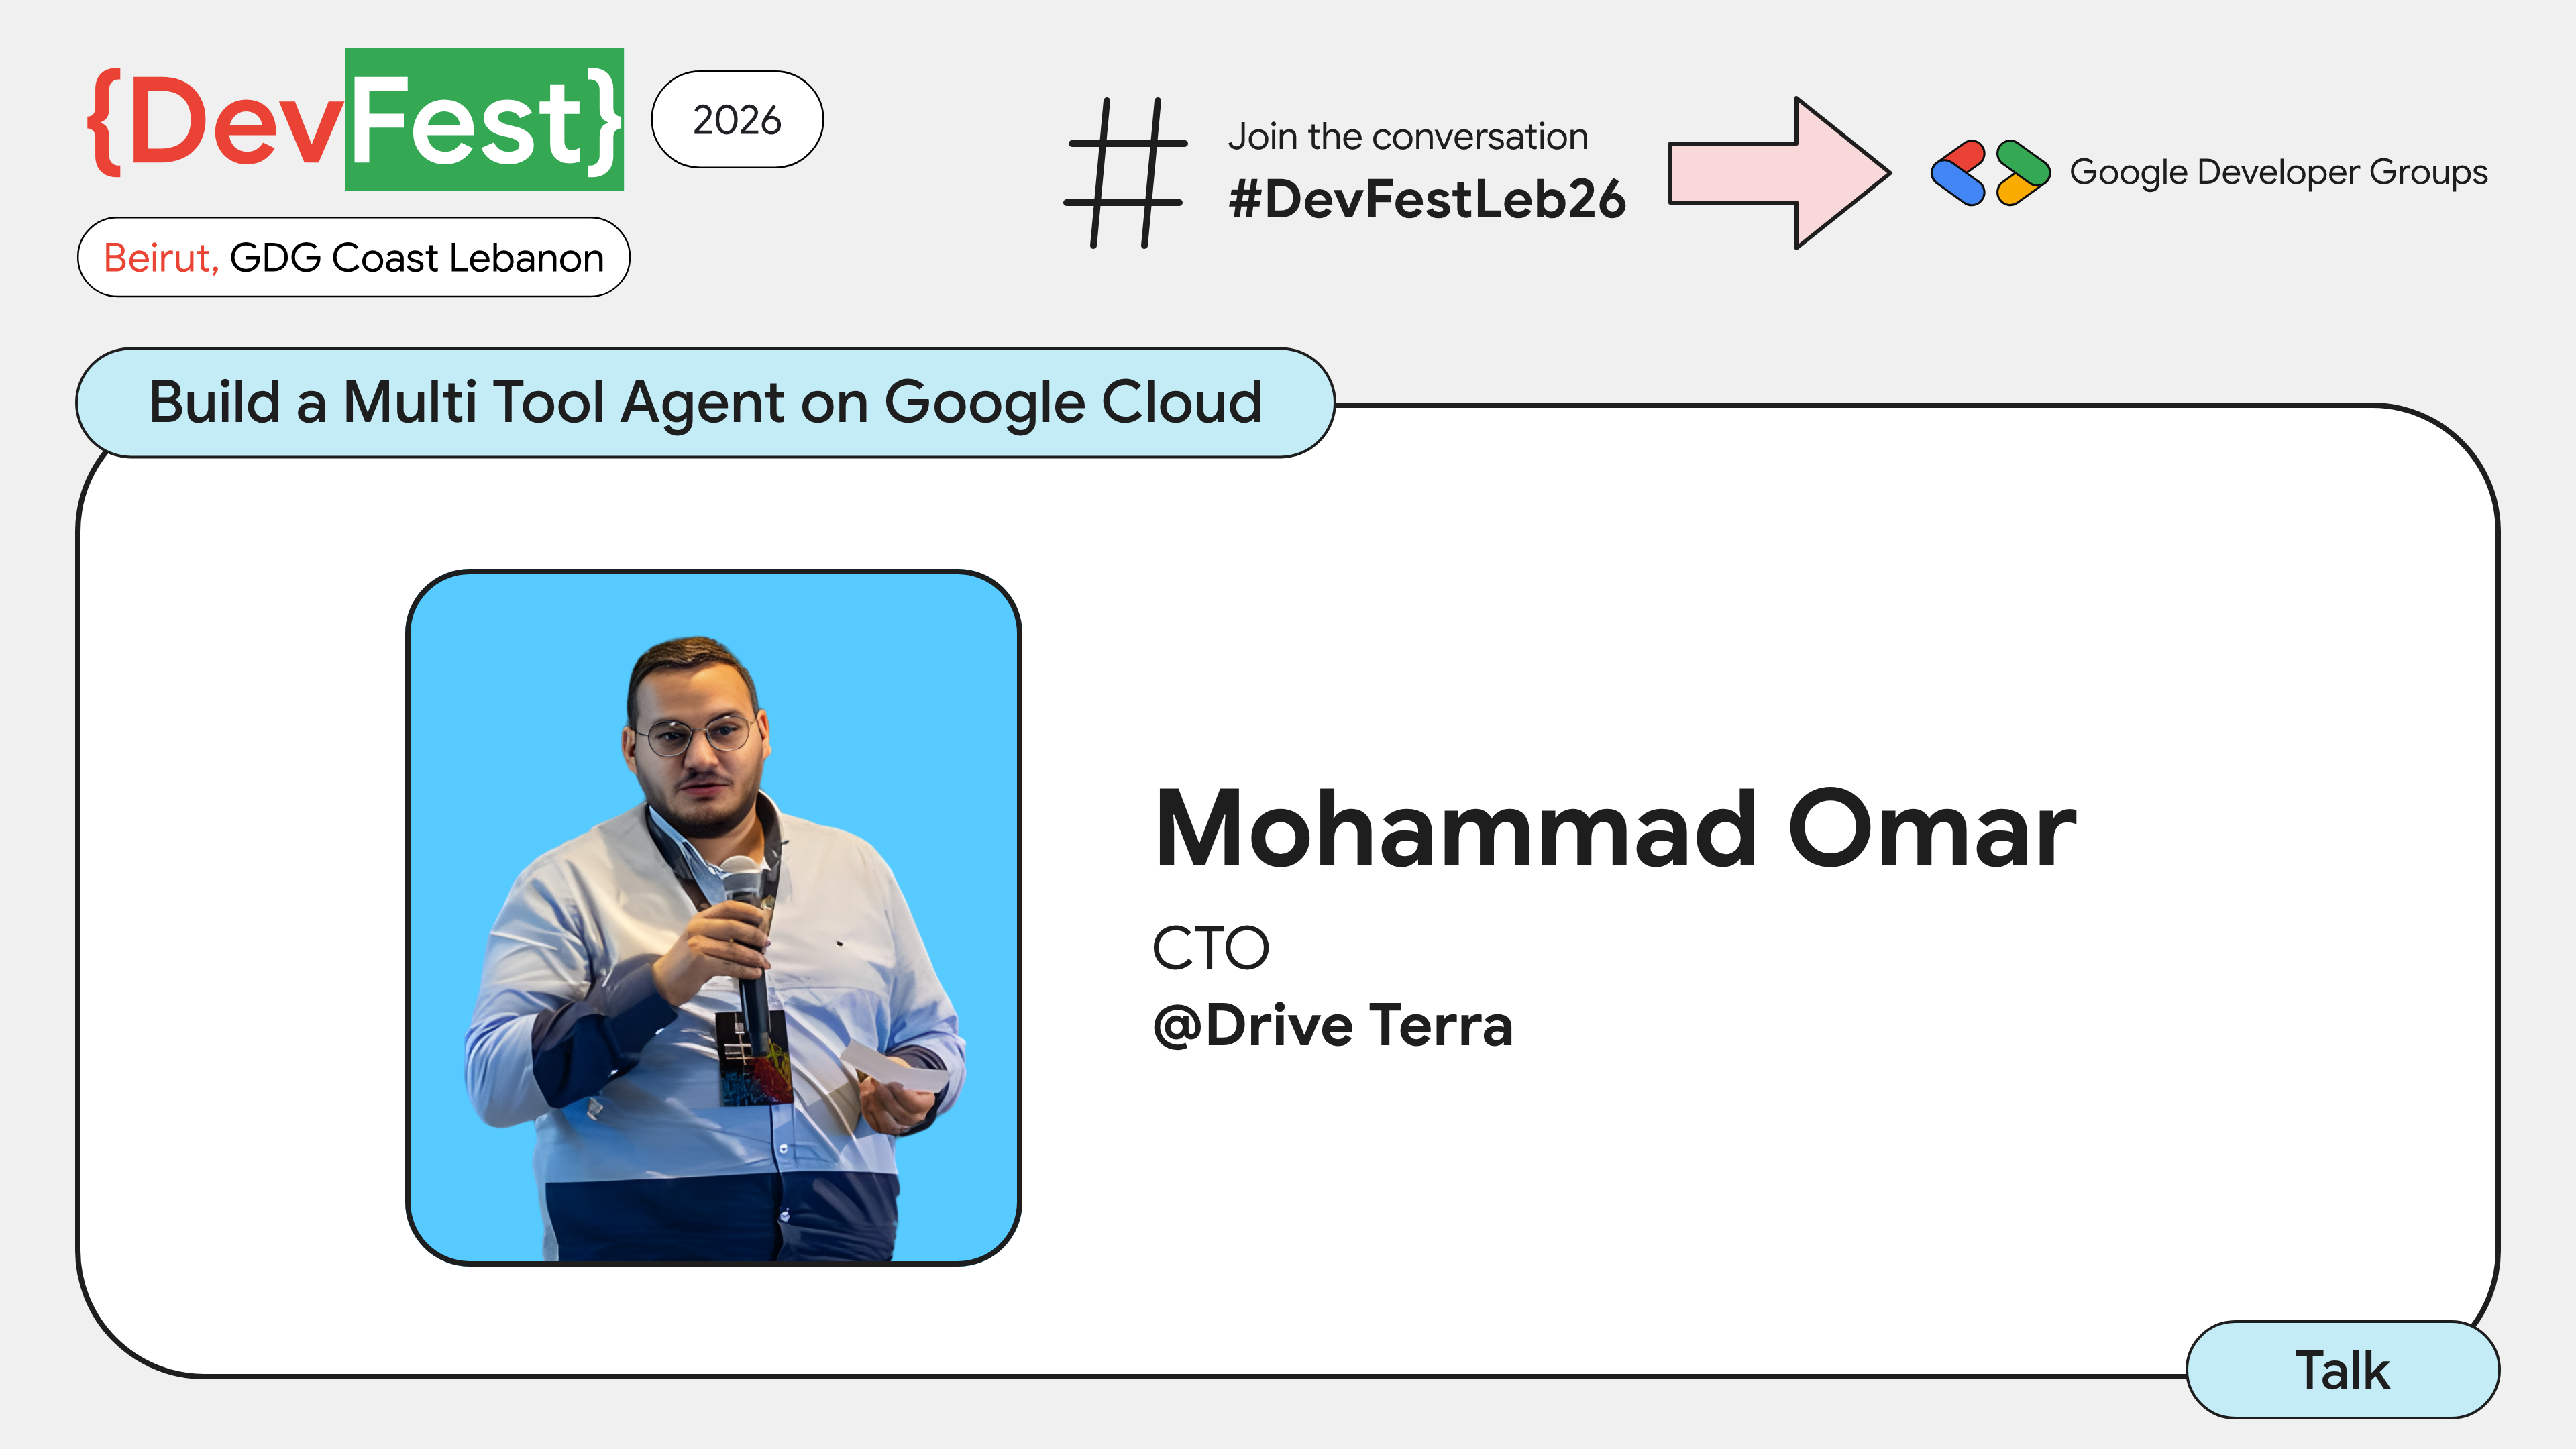 {DevFest}
2026
Beirut, GDG Coast Lebanon
Join the conversation
#DevFestLeb26
Google Developer Groups
Build a Multi Tool Agent on Google Cloud
Mohammad Omar
CTO
@Drive Terra
Talk